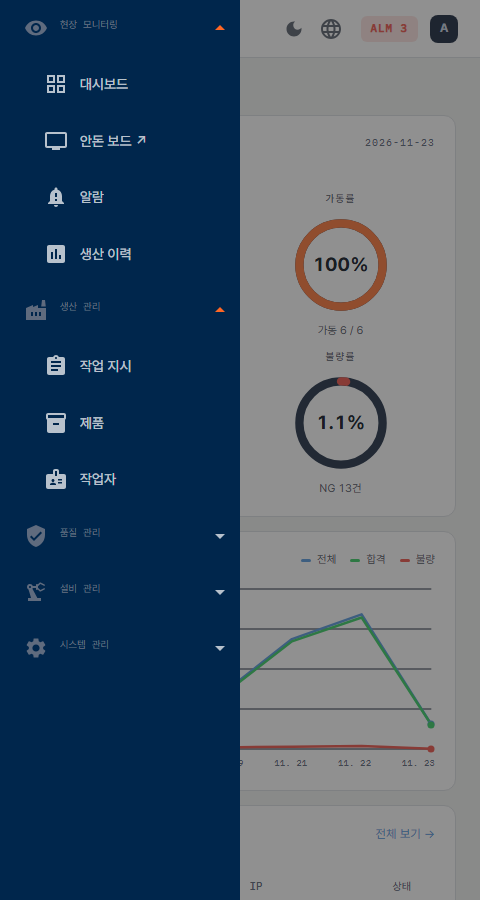 현장 모니터링
ALM 3
A
대시보드
안돈 보드 ↗
2026-11-23
알람
가동률
생산 이력
100%
생산 관리
가동 6 / 6
불량률
작업 지시
제품
1.1%
작업자
NG 13건
품질 관리
전체
합격
불량
설비 관리
시스템 관리
9
11. 21
11. 22
11. 23
전체 보기 →
IP
상태